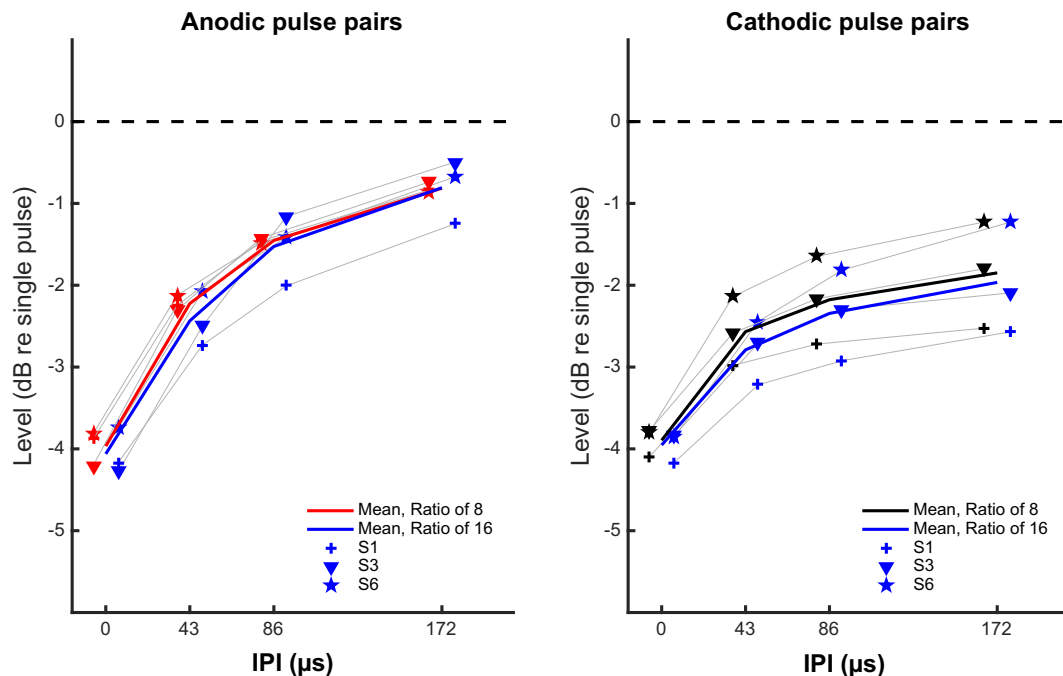 Anodic pulse pairs
Level (dB re single pulse)
0
-1
-2
-3
-4
-5
Mean, Ratio of 8
Mean, Ratio of 16
S1
S3
S6
0 43 86 172
IPI (µs)
Cathodic pulse pairs
Level (dB re single pulse)
0
-1
-2
-3
-4
-5
Mean, Ratio of 8
Mean, Ratio of 16
S1
S3
S6
0 43 86 172
IPI (µs)